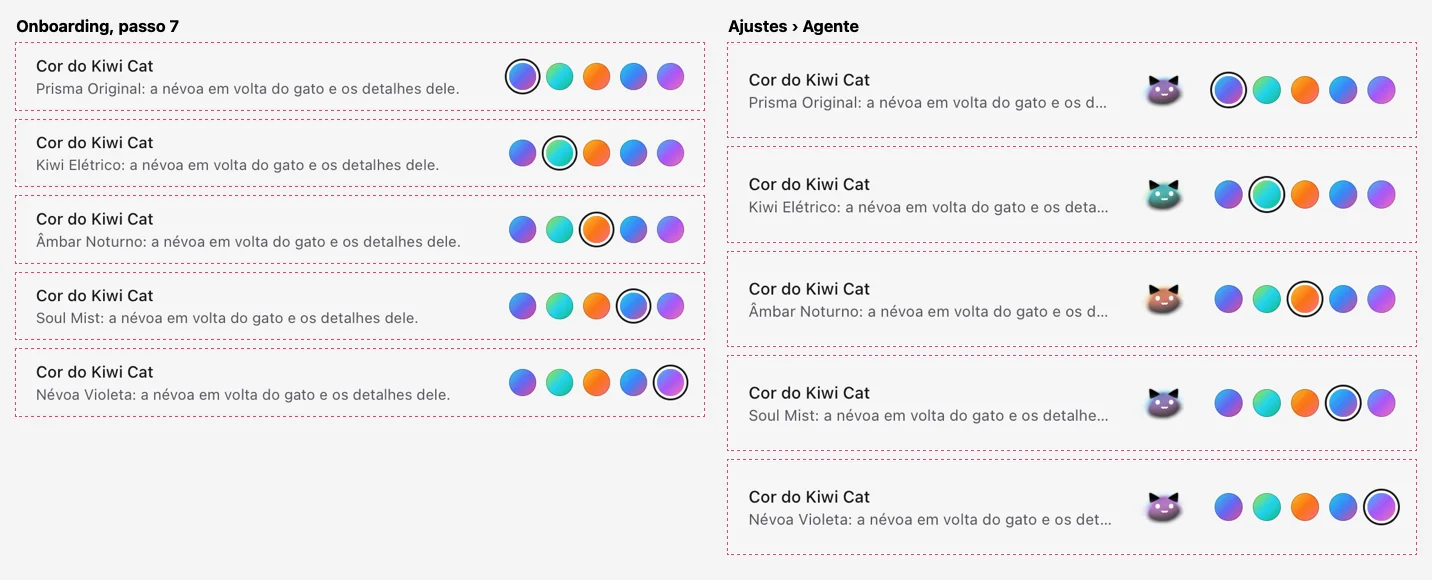 Onboarding, passo 7
Cor do Kiwi Cat
Prisma Original: a névoa em volta do gato e os detalhes dele.
Cor do Kiwi Cat
Kiwi Elétrico: a névoa em volta do gato e os detalhes dele.
Cor do Kiwi Cat
Âmbar Noturno: a névoa em volta do gato e os detalhes dele.
Cor do Kiwi Cat
Soul Mist: a névoa em volta do gato e os detalhes dele.
Cor do Kiwi Cat
Névoa Violeta: a névoa em volta do gato e os detalhes dele.
Ajustes › Agente
Cor do Kiwi Cat
Prisma Original: a névoa em volta do gato e os d...
Cor do Kiwi Cat
Kiwi Elétrico: a névoa em volta do gato e os deta...
Cor do Kiwi Cat
Âmbar Noturno: a névoa em volta do gato e os d...
Cor do Kiwi Cat
Soul Mist: a névoa em volta do gato e os detalhe...
Cor do Kiwi Cat
Névoa Violeta: a névoa em volta do gato e os det...